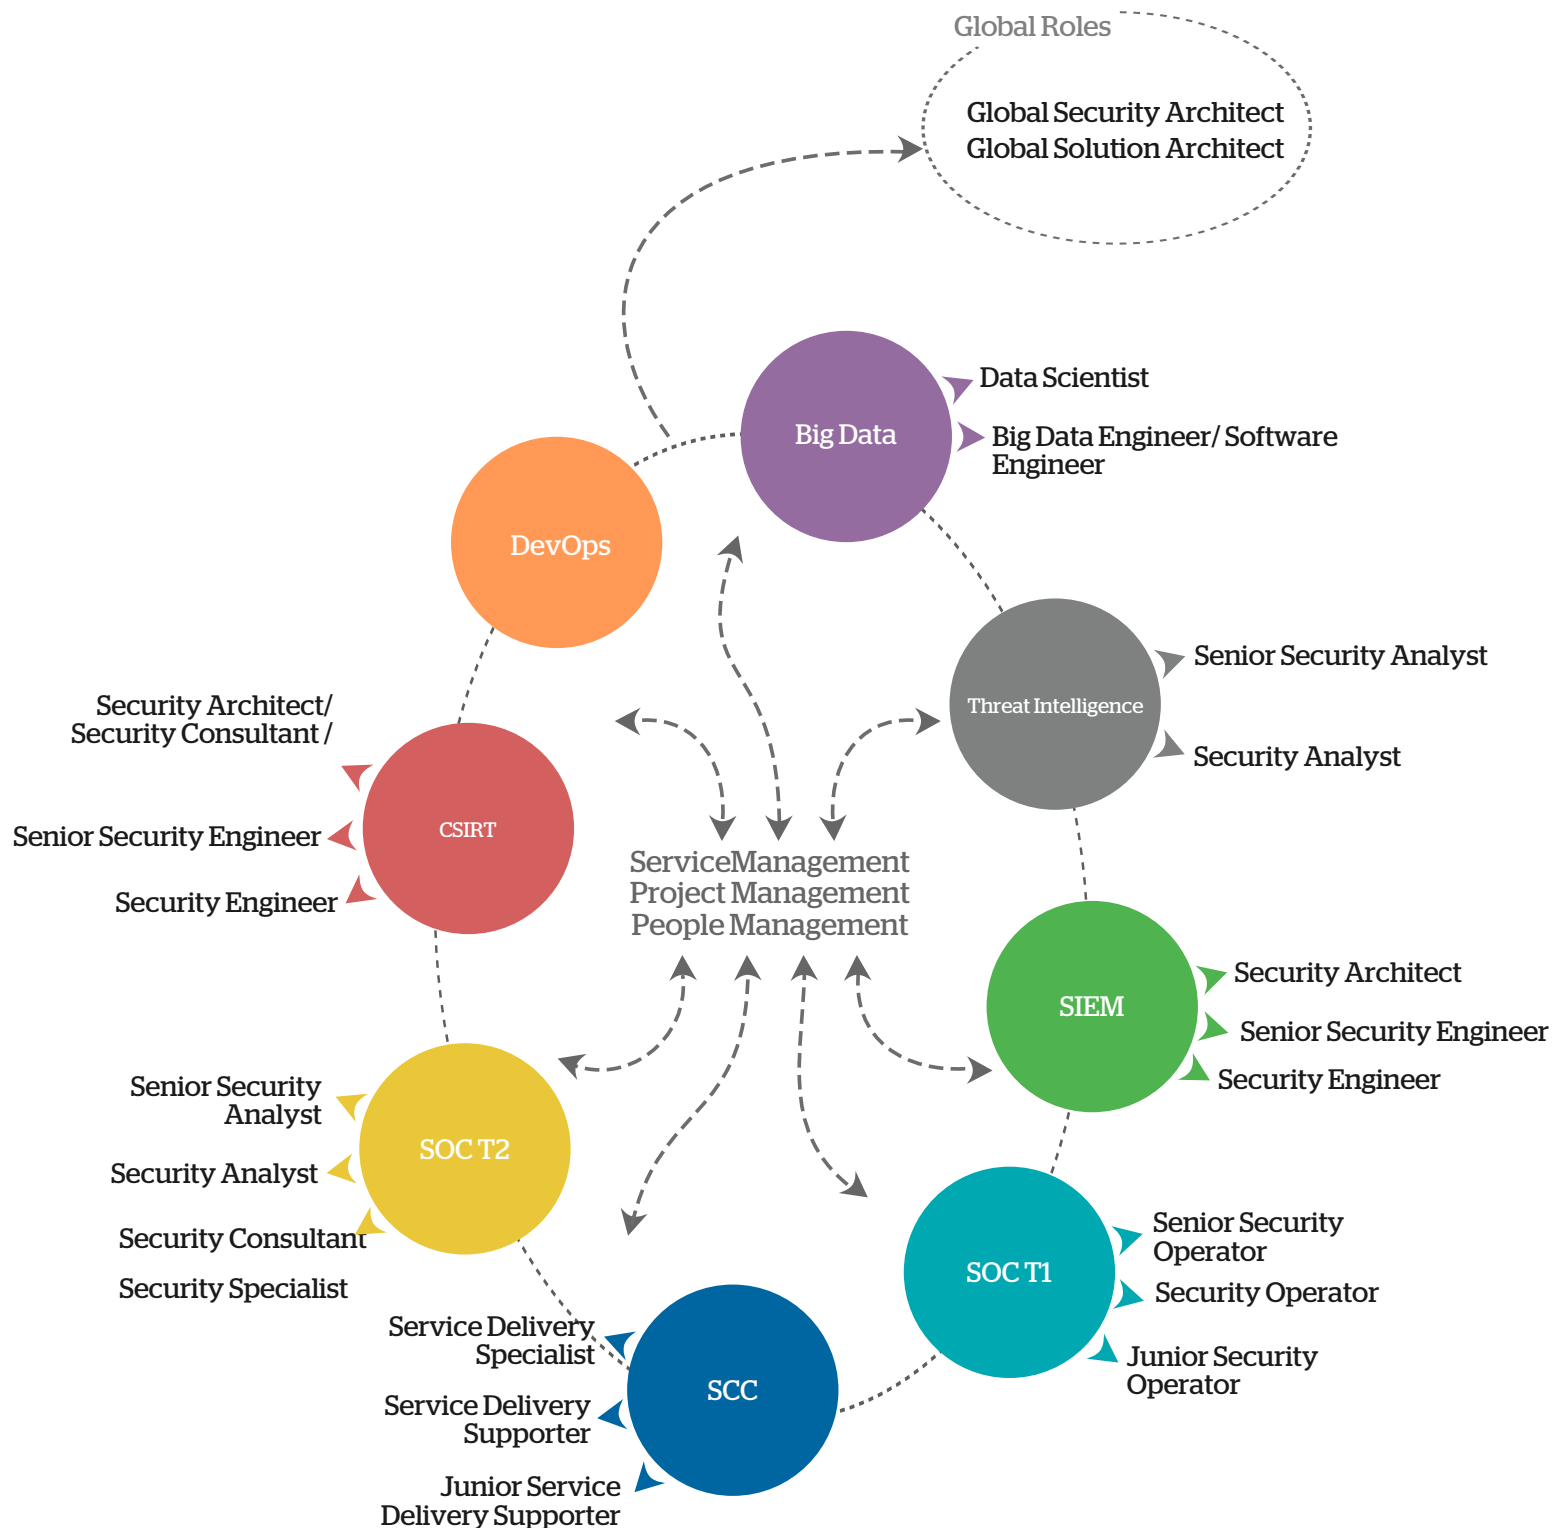 Global Roles
Global Security Architect
Global Solution Architect
Big Data
Data Scientist
Big Data Engineer/ Software
Engineer
DevOps
Threat Intelligence
Senior Security Analyst
Security Analyst
Security Architect/
Security Consultant /
Senior Security Engineer
Security Engineer
CSIRT
ServiceManagement
Project Management
People Management
SIEM
Security Architect
Senior Security Engineer
Security Engineer
Senior Security
Analyst
Security Analyst
Security Consultant
Security Specialist
SOC T2
SOC T1
Senior Security
Operator
Security Operator
Junior Security
Operator
Service Delivery
Specialist
Service Delivery
Supporter
Junior Service
Delivery Supporter
SCC